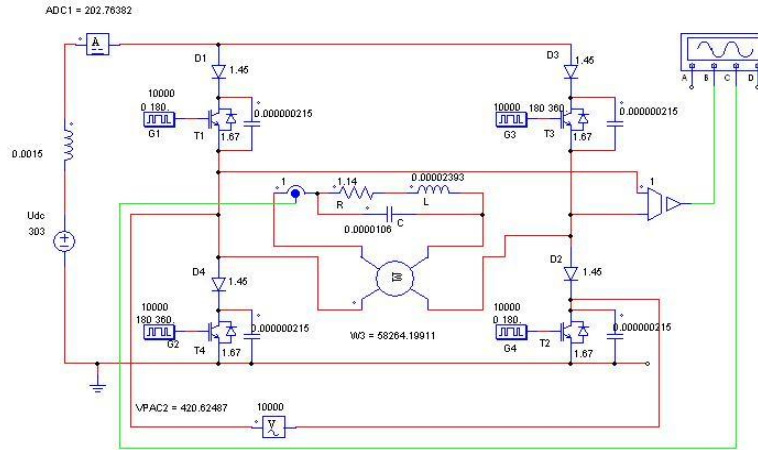 ADC1 = 202.76382
A
D1
1.45
D3
1.45
A B C D
10000
0 180.
G1
T1
1.67
0.000000215
10000
180 360.
G3
T3
1.67
0.000000215
0.0015
1
1.14
R
0.00002393
L
C
0.0000106
1
Udc
303
W
D4
1.45
D2
1.45
10000
180 360.
G2
T4
1.67
0.000000215
W3 = 58264.19911
10000
0 180.
G4
T2
1.67
0.000000215
VPAC2 = 420.62487
10000
V